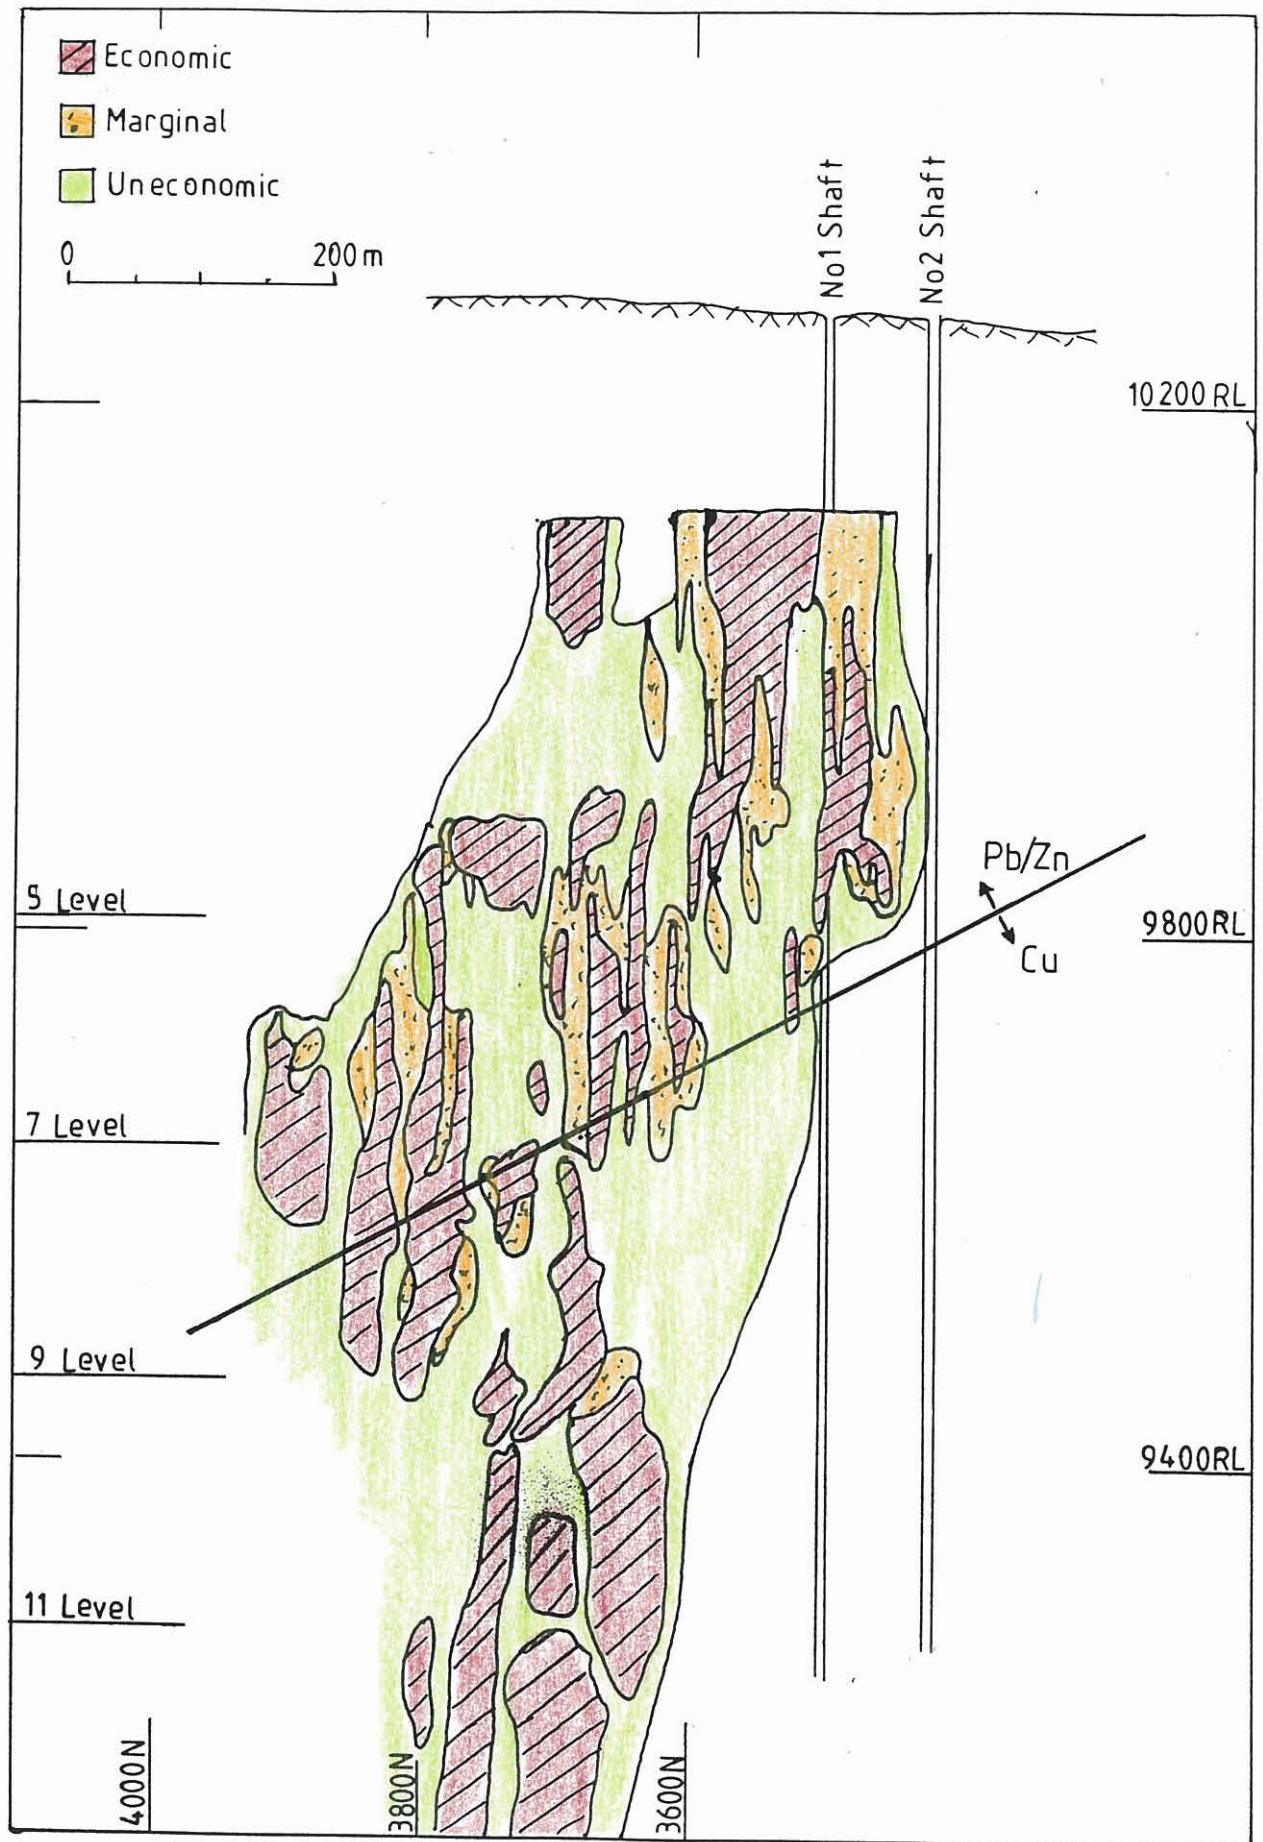 Economic
Marginal
Uneconomic
0 200 m
No1 Shaft
No2 Shaft
10 200 RL
Pb/Zn
Cu
5 Level
9800RL
7 Level
9 Level
9400RL
11 Level
4000N
3800N
3600N